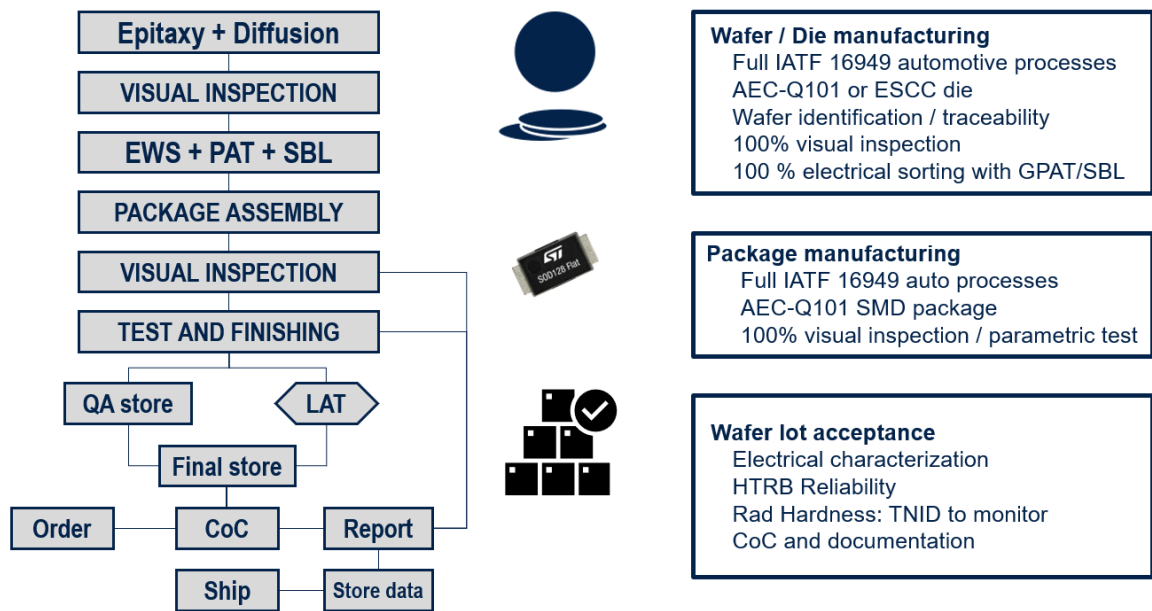 Epitaxy + Diffusion
VISUAL INSPECTION
EWS + PAT + SBL
PACKAGE ASSEMBLY
VISUAL INSPECTION
TEST AND FINISHING
QA store
LAT
Final store
Order
CoC
Report
Ship
Store data
ST
SOD128 Flat
Wafer / Die manufacturing
Full IATF 16949 automotive processes
AEC-Q101 or ESCC die
Wafer identification / traceability
100% visual inspection
100 % electrical sorting with GPAT/SBL
Package manufacturing
Full IATF 16949 auto processes
AEC-Q101 SMD package
100% visual inspection / parametric test
Wafer lot acceptance
Electrical characterization
HTRB Reliability
Rad Hardness: TNID to monitor
CoC and documentation